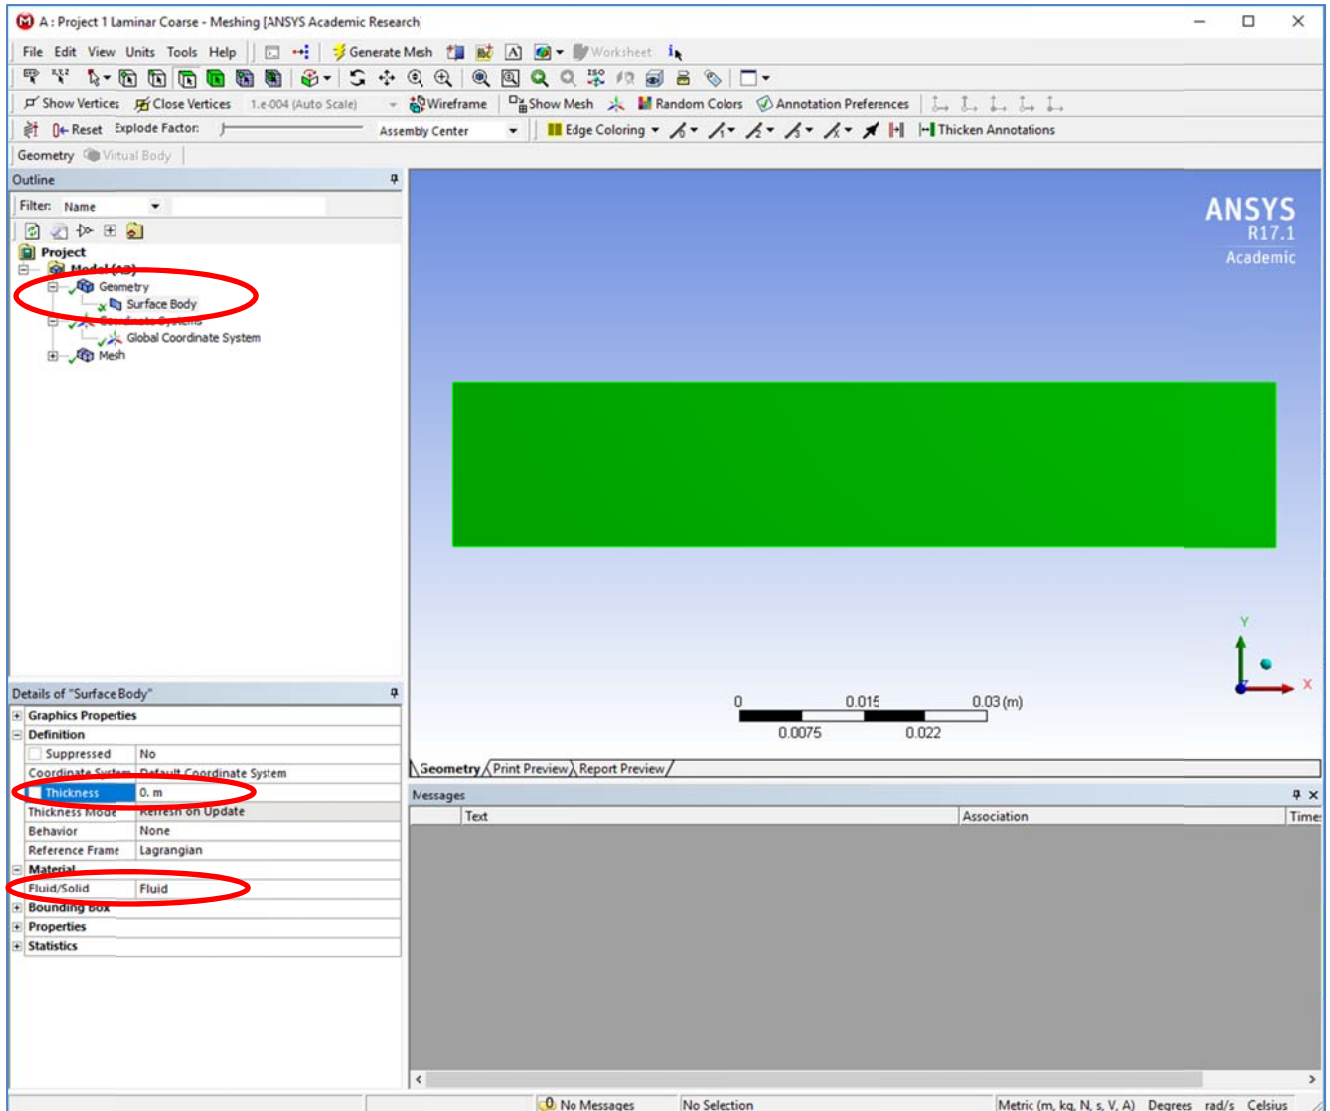 A : Project 1 Laminar Coarse - Meshing [ANSYS Academic Research
File Edit View Units Tools Help Generate Mesh Worksheet
Show Vertices Close Vertices 1.e-004 (Auto Scale) Wireframe Show Mesh Random Colors Annotation Preferences
Reset Explode Factor: Assembly Center Edge Coloring Thicken Annotations
Geometry Virtual Body
Outline
Filter: Name
Project
Model (A3)
Geometry
Surface Body
Coordinate Systems
Global Coordinate System
Mesh
ANSYS
R17.1
Academic
Y
X
Z
0 0.015 0.03 (m)
0.0075 0.022
Geometry Print Preview Report Preview
Details of "Surface Body"
Graphics Properties
Definition
Suppressed No
Coordinate System Default Coordinate System
Thickness 0. m
Thickness Mode Refresh on Update
Behavior None
Reference Frame Lagrangian
Material
Fluid/Solid Fluid
Bounding Box
Properties
Statistics
Messages
Text Association Times
No Messages No Selection Metric (m, kg, N, s, V, A) Degrees rad/s Celsius